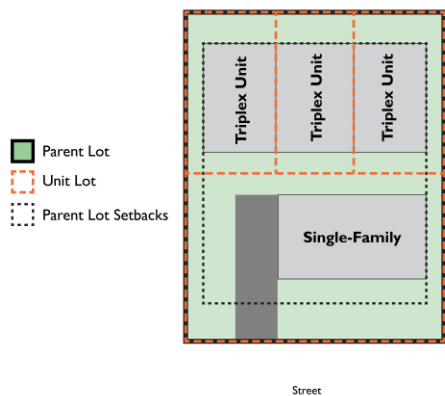 Triplex Unit
Triplex Unit
Triplex Unit
Parent Lot
Unit Lot
Parent Lot Setbacks
Single-Family
Street